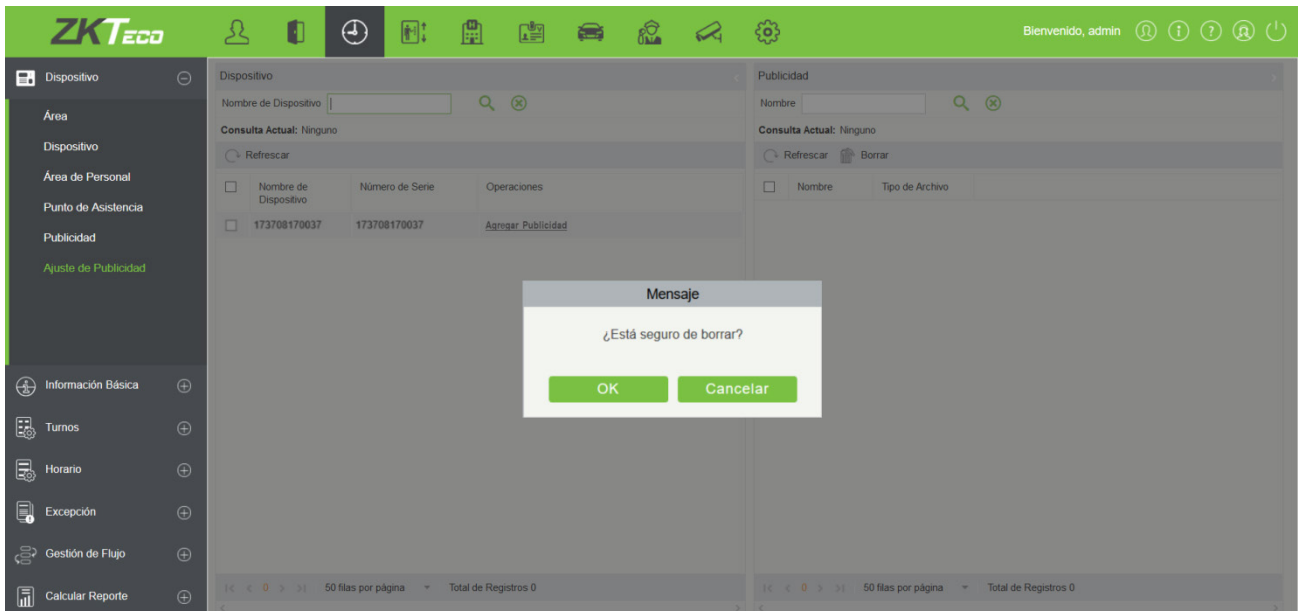 ZKTECO
Bienvenido, admin
Dispositivo
Área
Dispositivo
Área de Personal
Punto de Asistencia
Publicidad
Ajuste de Publicidad
Información Básica
Turnos
Horario
Excepción
Gestión de Flujo
Calcular Reporte
Dispositivo
Nombre de Dispositivo
Consulta Actual: Ninguno
Refrescar
Nombre de Dispositivo Número de Serie Operaciones
173708170037 173708170037 Agregar Publicidad
0 50 filas por página Total de Registros 0
Publicidad
Nombre
Consulta Actual: Ninguno
Refrescar Borrar
Nombre Tipo de Archivo
0 50 filas por página Total de Registros 0
Mensaje
¿Está seguro de borrar?
OK Cancelar